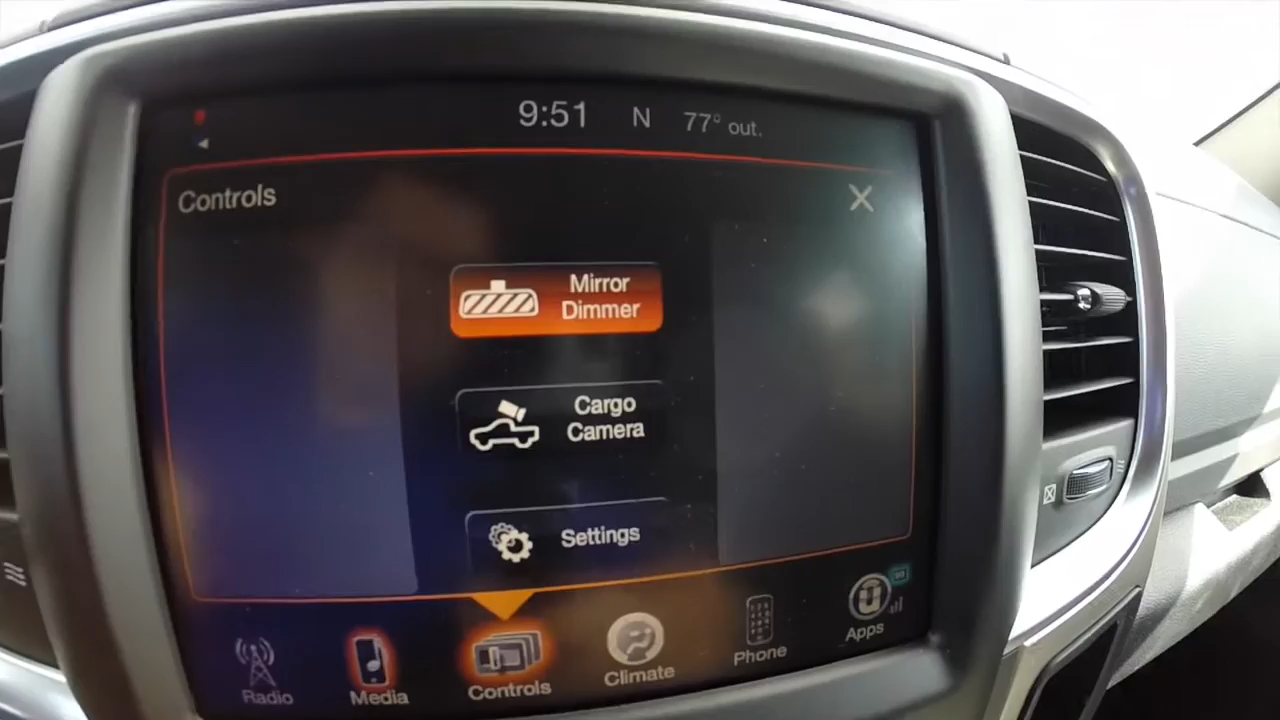 9:51 N 77° out.
Controls X
Mirror
Dimmer
Cargo
Camera
Settings
Radio Media Controls Climate Phone Apps